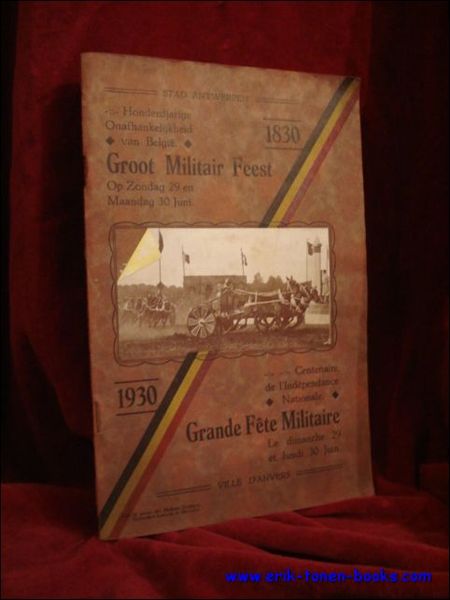 STAD ANTWERPEN
Honderdjarige
Onafhankelijkheid
van België.
1830
Groot Militair Feest
Op Zondag 29 en
Maandag 30 Juni.
1930
Centenaire
de l'Indépendance
Nationale.
Grande Fête Militaire
Le dimanche 29
et lundi 30 Juin.
VILLE D'ANVERS
www.erik-tonen-books.com